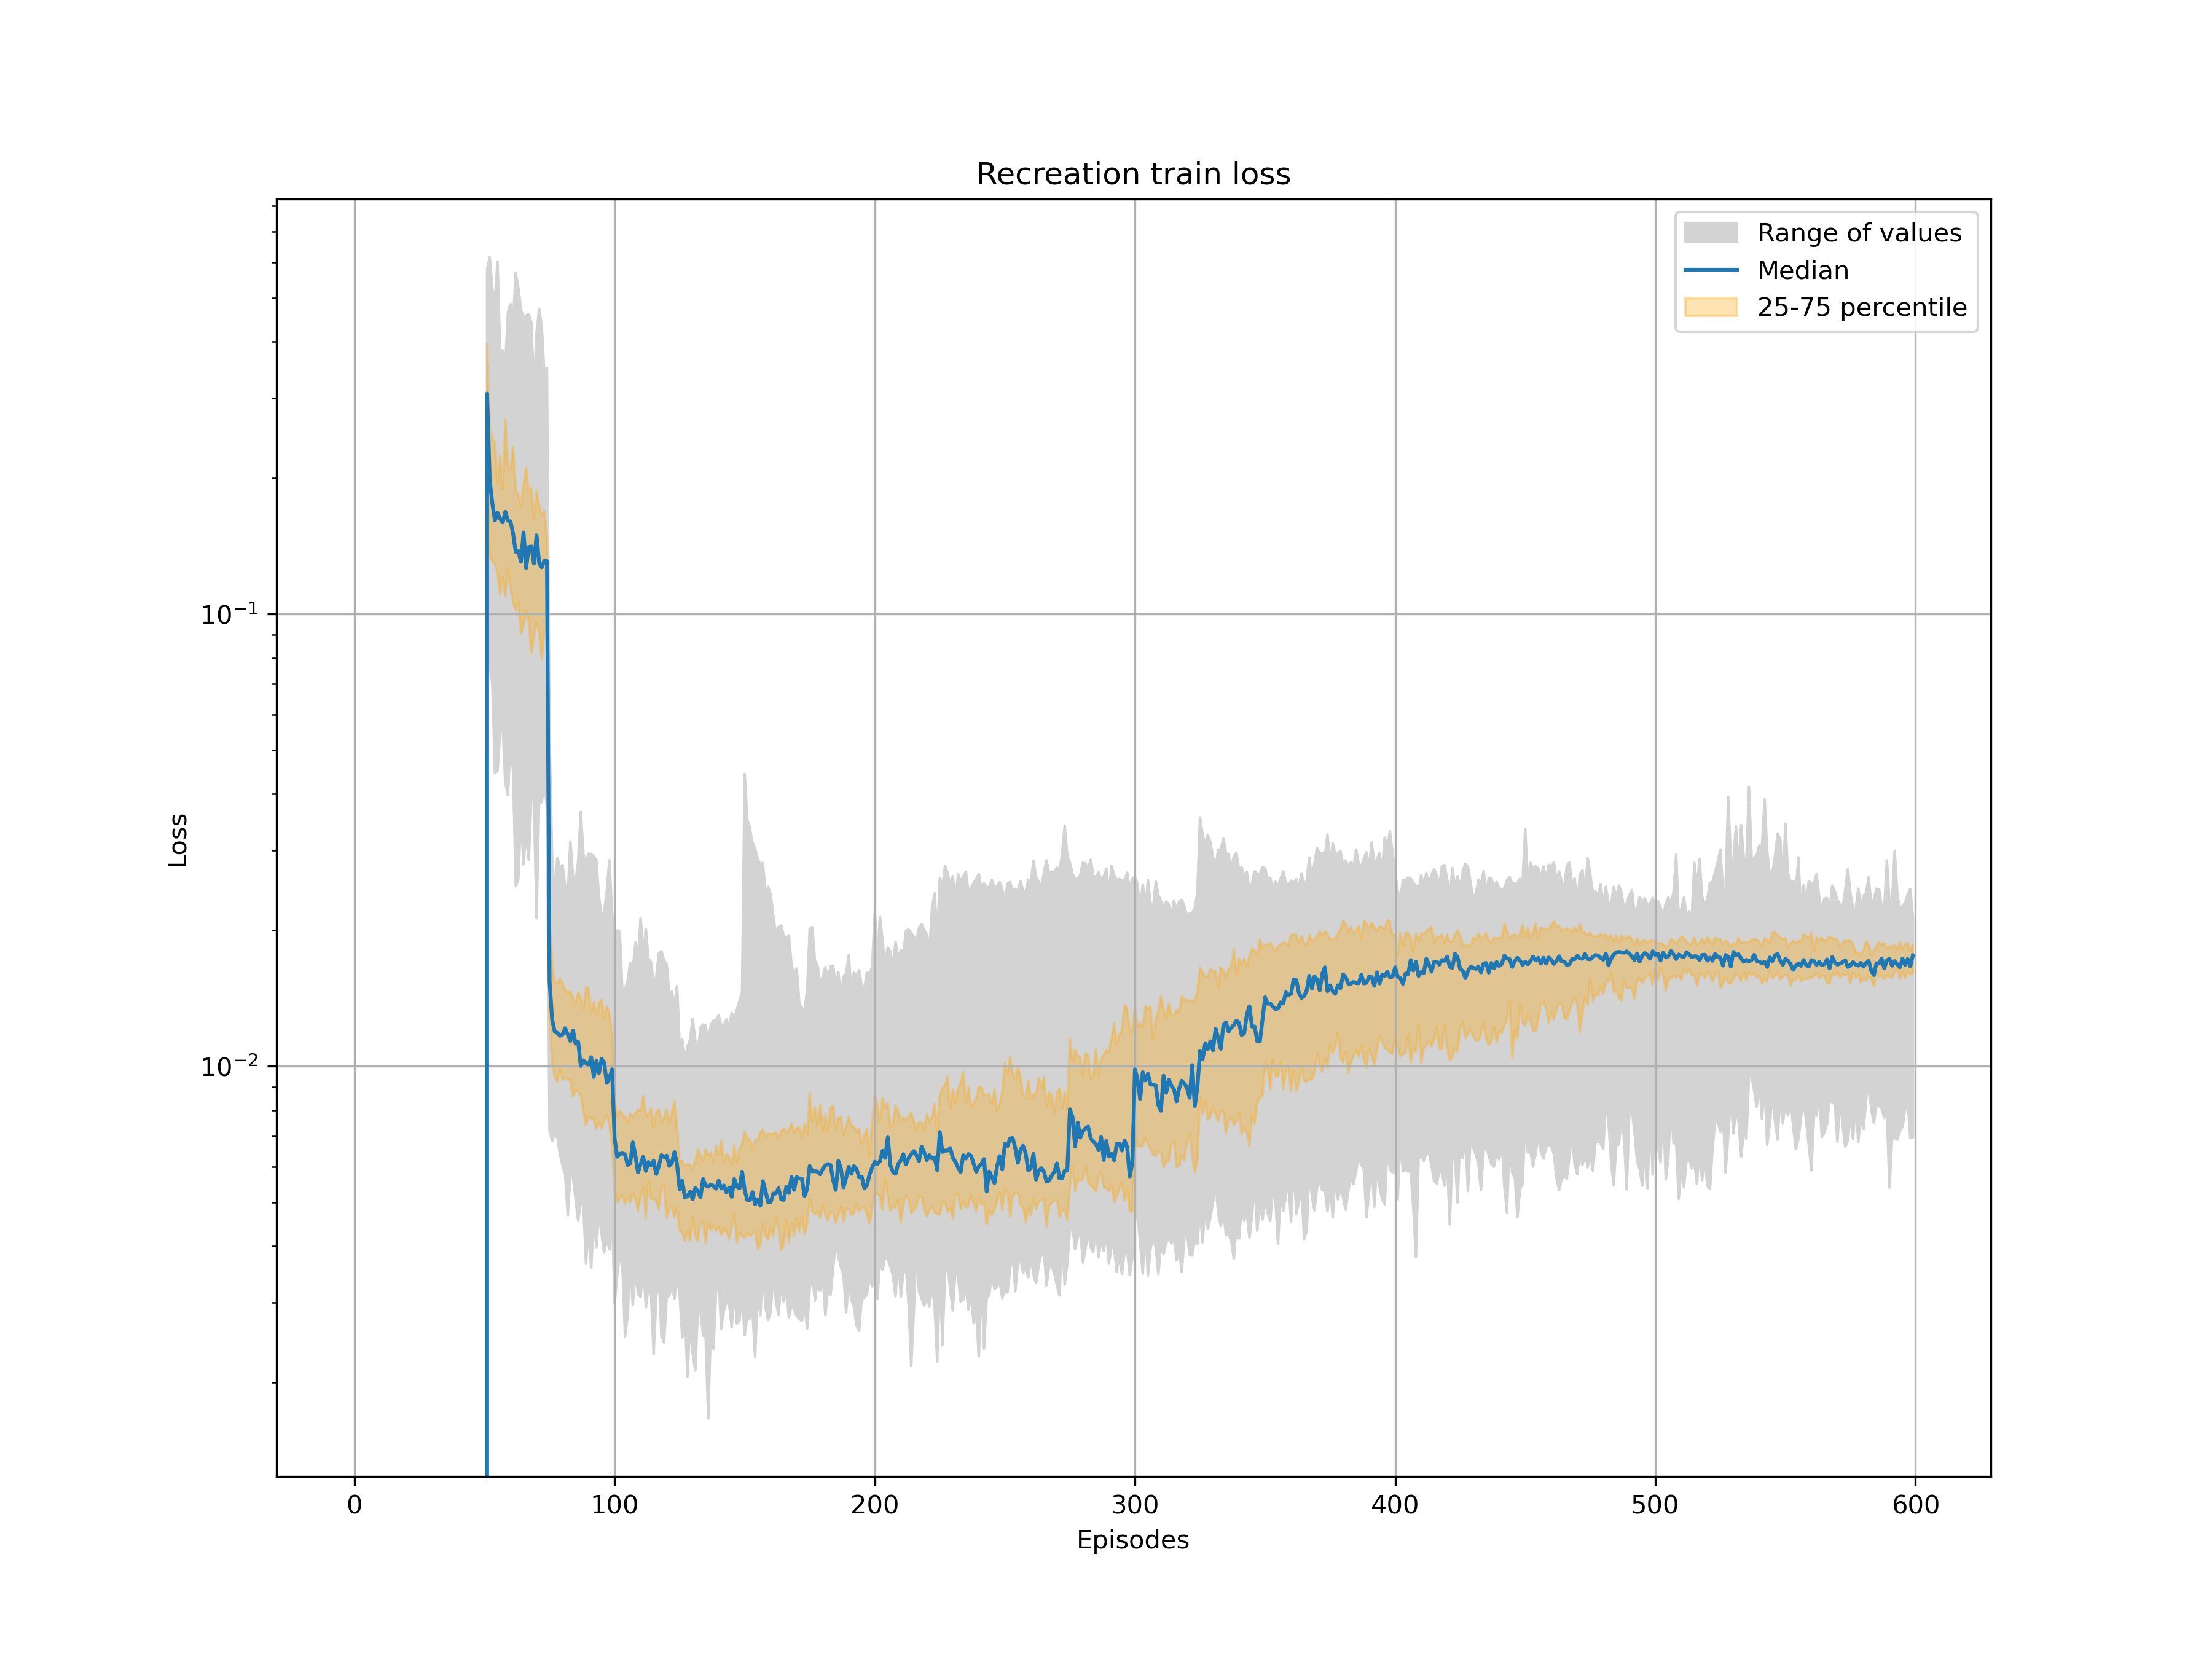 Recreation train loss
Range of values
Median
25-75 percentile
Loss
10⁻¹
10⁻²
0 100 200 300 400 500 600
Episodes